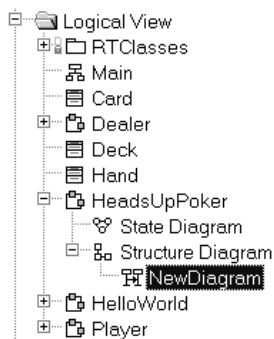 Logical View
RTClasses
Main
Card
Dealer
Deck
Hand
HeadsUpPoker
State Diagram
Structure Diagram
NewDiagram
HelloWorld
Player